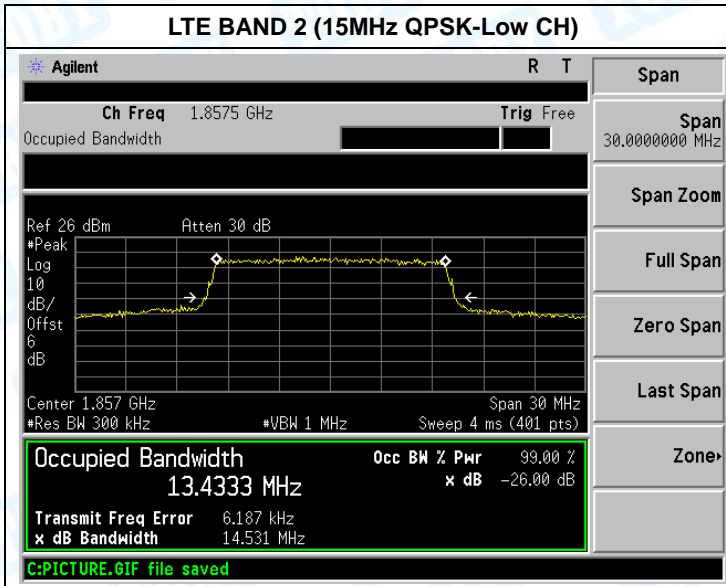 LTE BAND 2 (15MHz QPSK-Low CH)
Agilent R T
Ch Freq 1.8575 GHz Trig Free
Occupied Bandwidth
Ref 26 dBm Atten 30 dB
#Peak
Log
10
dB/
Offst
6
dB
Center 1.857 GHz Span 30 MHz
#Res BW 300 kHz #VBW 1 MHz Sweep 4 ms (401 pts)
Occupied Bandwidth Occ BW % Pwr 99.00 %
13.4333 MHz x dB -26.00 dB
Transmit Freq Error 6.187 kHz
x dB Bandwidth 14.531 MHz
C:PICTURE.GIF file saved
Span
Span
30.0000000 MHz
Span Zoom
Full Span
Zero Span
Last Span
Zone